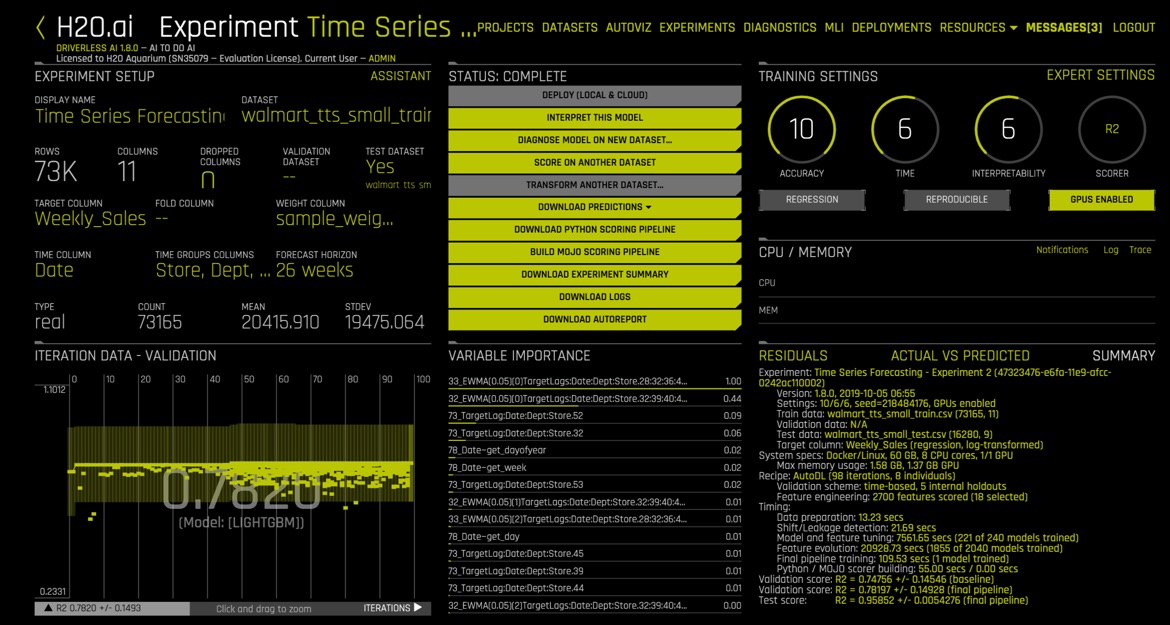 H2O.ai Experiment Time Series ...
PROJECTS DATASETS AUTOVIZ EXPERIMENTS DIAGNOSTICS MLI DEPLOYMENTS RESOURCES MESSAGES[3] LOGOUT
DRIVERLESS AI 1.8.0 – AI TO DO AI
Licensed to H2O Aquarium (SN35079 – Evaluation License). Current User – ADMIN
EXPERIMENT SETUP ASSISTANT
DISPLAY NAME DATASET
Time Series Forecastin walmart_tts_small_trair
ROWS COLUMNS DROPPED COLUMNS VALIDATION DATASET TEST DATASET
73K 11 0 -- Yes
walmart tts sm
TARGET COLUMN FOLD COLUMN WEIGHT COLUMN
Weekly_Sales -- sample_weig...
TIME COLUMN TIME GROUPS COLUMNS FORECAST HORIZON
Date Store, Dept, ... 26 weeks
TYPE COUNT MEAN STDEV
real 73165 20415.910 19475.064
STATUS: COMPLETE
DEPLOY (LOCAL & CLOUD)
INTERPRET THIS MODEL
DIAGNOSE MODEL ON NEW DATASET...
SCORE ON ANOTHER DATASET
TRANSFORM ANOTHER DATASET...
DOWNLOAD PREDICTIONS
DOWNLOAD PYTHON SCORING PIPELINE
BUILD MOJO SCORING PIPELINE
DOWNLOAD EXPERIMENT SUMMARY
DOWNLOAD LOGS
DOWNLOAD AUTOREPORT
TRAINING SETTINGS EXPERT SETTINGS
10 6 6 R2
ACCURACY TIME INTERPRETABILITY SCORER
REGRESSION REPRODUCIBLE GPUS ENABLED
CPU / MEMORY Notifications Log Trace
CPU
MEM
ITERATION DATA - VALIDATION
0 10 20 30 40 50 60 70 80 90 100
1.1012
0.7820
(Model: [LIGHTGBM])
0.2331
R2 0.7820 +/- 0.1493 Click and drag to zoom ITERATIONS
VARIABLE IMPORTANCE
33_EWMA(0.05)(0)TargetLags:Date:Dept:Store.28:32:36:4... 1.00
32_EWMA(0.05)(0)TargetLags:Date:Dept:Store.32:39:40:4... 0.44
73_TargetLag:Date:Dept:Store.52 0.09
73_TargetLag:Date:Dept:Store.32 0.06
78_Date~get_dayofyear 0.02
78_Date~get_week 0.02
73_TargetLag:Date:Dept:Store.53 0.02
32_EWMA(0.05)(1)TargetLags:Date:Dept:Store.32:39:40:4... 0.01
33_EWMA(0.05)(2)TargetLags:Date:Dept:Store.28:32:36:4... 0.01
78_Date~get_day 0.01
73_TargetLag:Date:Dept:Store.45 0.01
73_TargetLag:Date:Dept:Store.39 0.01
73_TargetLag:Date:Dept:Store.44 0.01
32_EWMA(0.05)(2)TargetLags:Date:Dept:Store.32:39:40:4... 0.00
RESIDUALS ACTUAL VS PREDICTED SUMMARY
Experiment: Time Series Forecasting - Experiment 2 (47323476-e6fa-11e9-afcc-
0242ac110002)
Version: 1.8.0, 2019-10-05 06:55
Settings: 10/6/6, seed=218484176, GPUs enabled
Train data: walmart_tts_small_train.csv (73165, 11)
Validation data: N/A
Test data: walmart_tts_small_test.csv (16280, 9)
Target column: Weekly_Sales (regression, log-transformed)
System specs: Docker/Linux, 60 GB, 8 CPU cores, 1/1 GPU
Max memory usage: 1.58 GB, 1.37 GB GPU
Recipe: AutoDL (98 iterations, 8 individuals)
Validation scheme: time-based, 5 internal holdouts
Feature engineering: 2700 features scored (18 selected)
Timing:
Data preparation: 13.23 secs
Shift/Leakage detection: 21.69 secs
Model and feature tuning: 7561.65 secs (221 of 240 models trained)
Feature evolution: 20928.73 secs (1855 of 2040 models trained)
Final pipeline training: 109.53 secs (1 model trained)
Python / MOJO scorer building: 55.00 secs / 0.00 secs
Validation score: R2 = 0.74756 +/- 0.14546 (baseline)
Validation score: R2 = 0.78197 +/- 0.14928 (final pipeline)
Test score: R2 = 0.95852 +/- 0.0054276 (final pipeline)